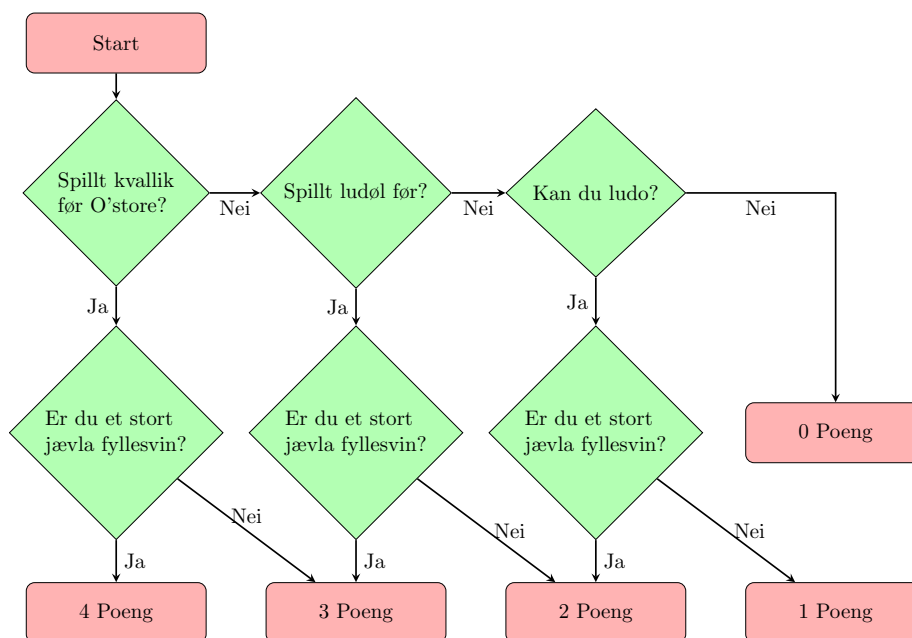 Start
Spillt kvallik
før O'store?
Nei
Spillt ludøl før?
Nei
Kan du ludo?
Nei
Ja
Ja
Ja
Er du et stort
jævla fyllesvin?
Er du et stort
jævla fyllesvin?
Er du et stort
jævla fyllesvin?
0 Poeng
Nei
Nei
Nei
Ja
Ja
Ja
4 Poeng
3 Poeng
2 Poeng
1 Poeng